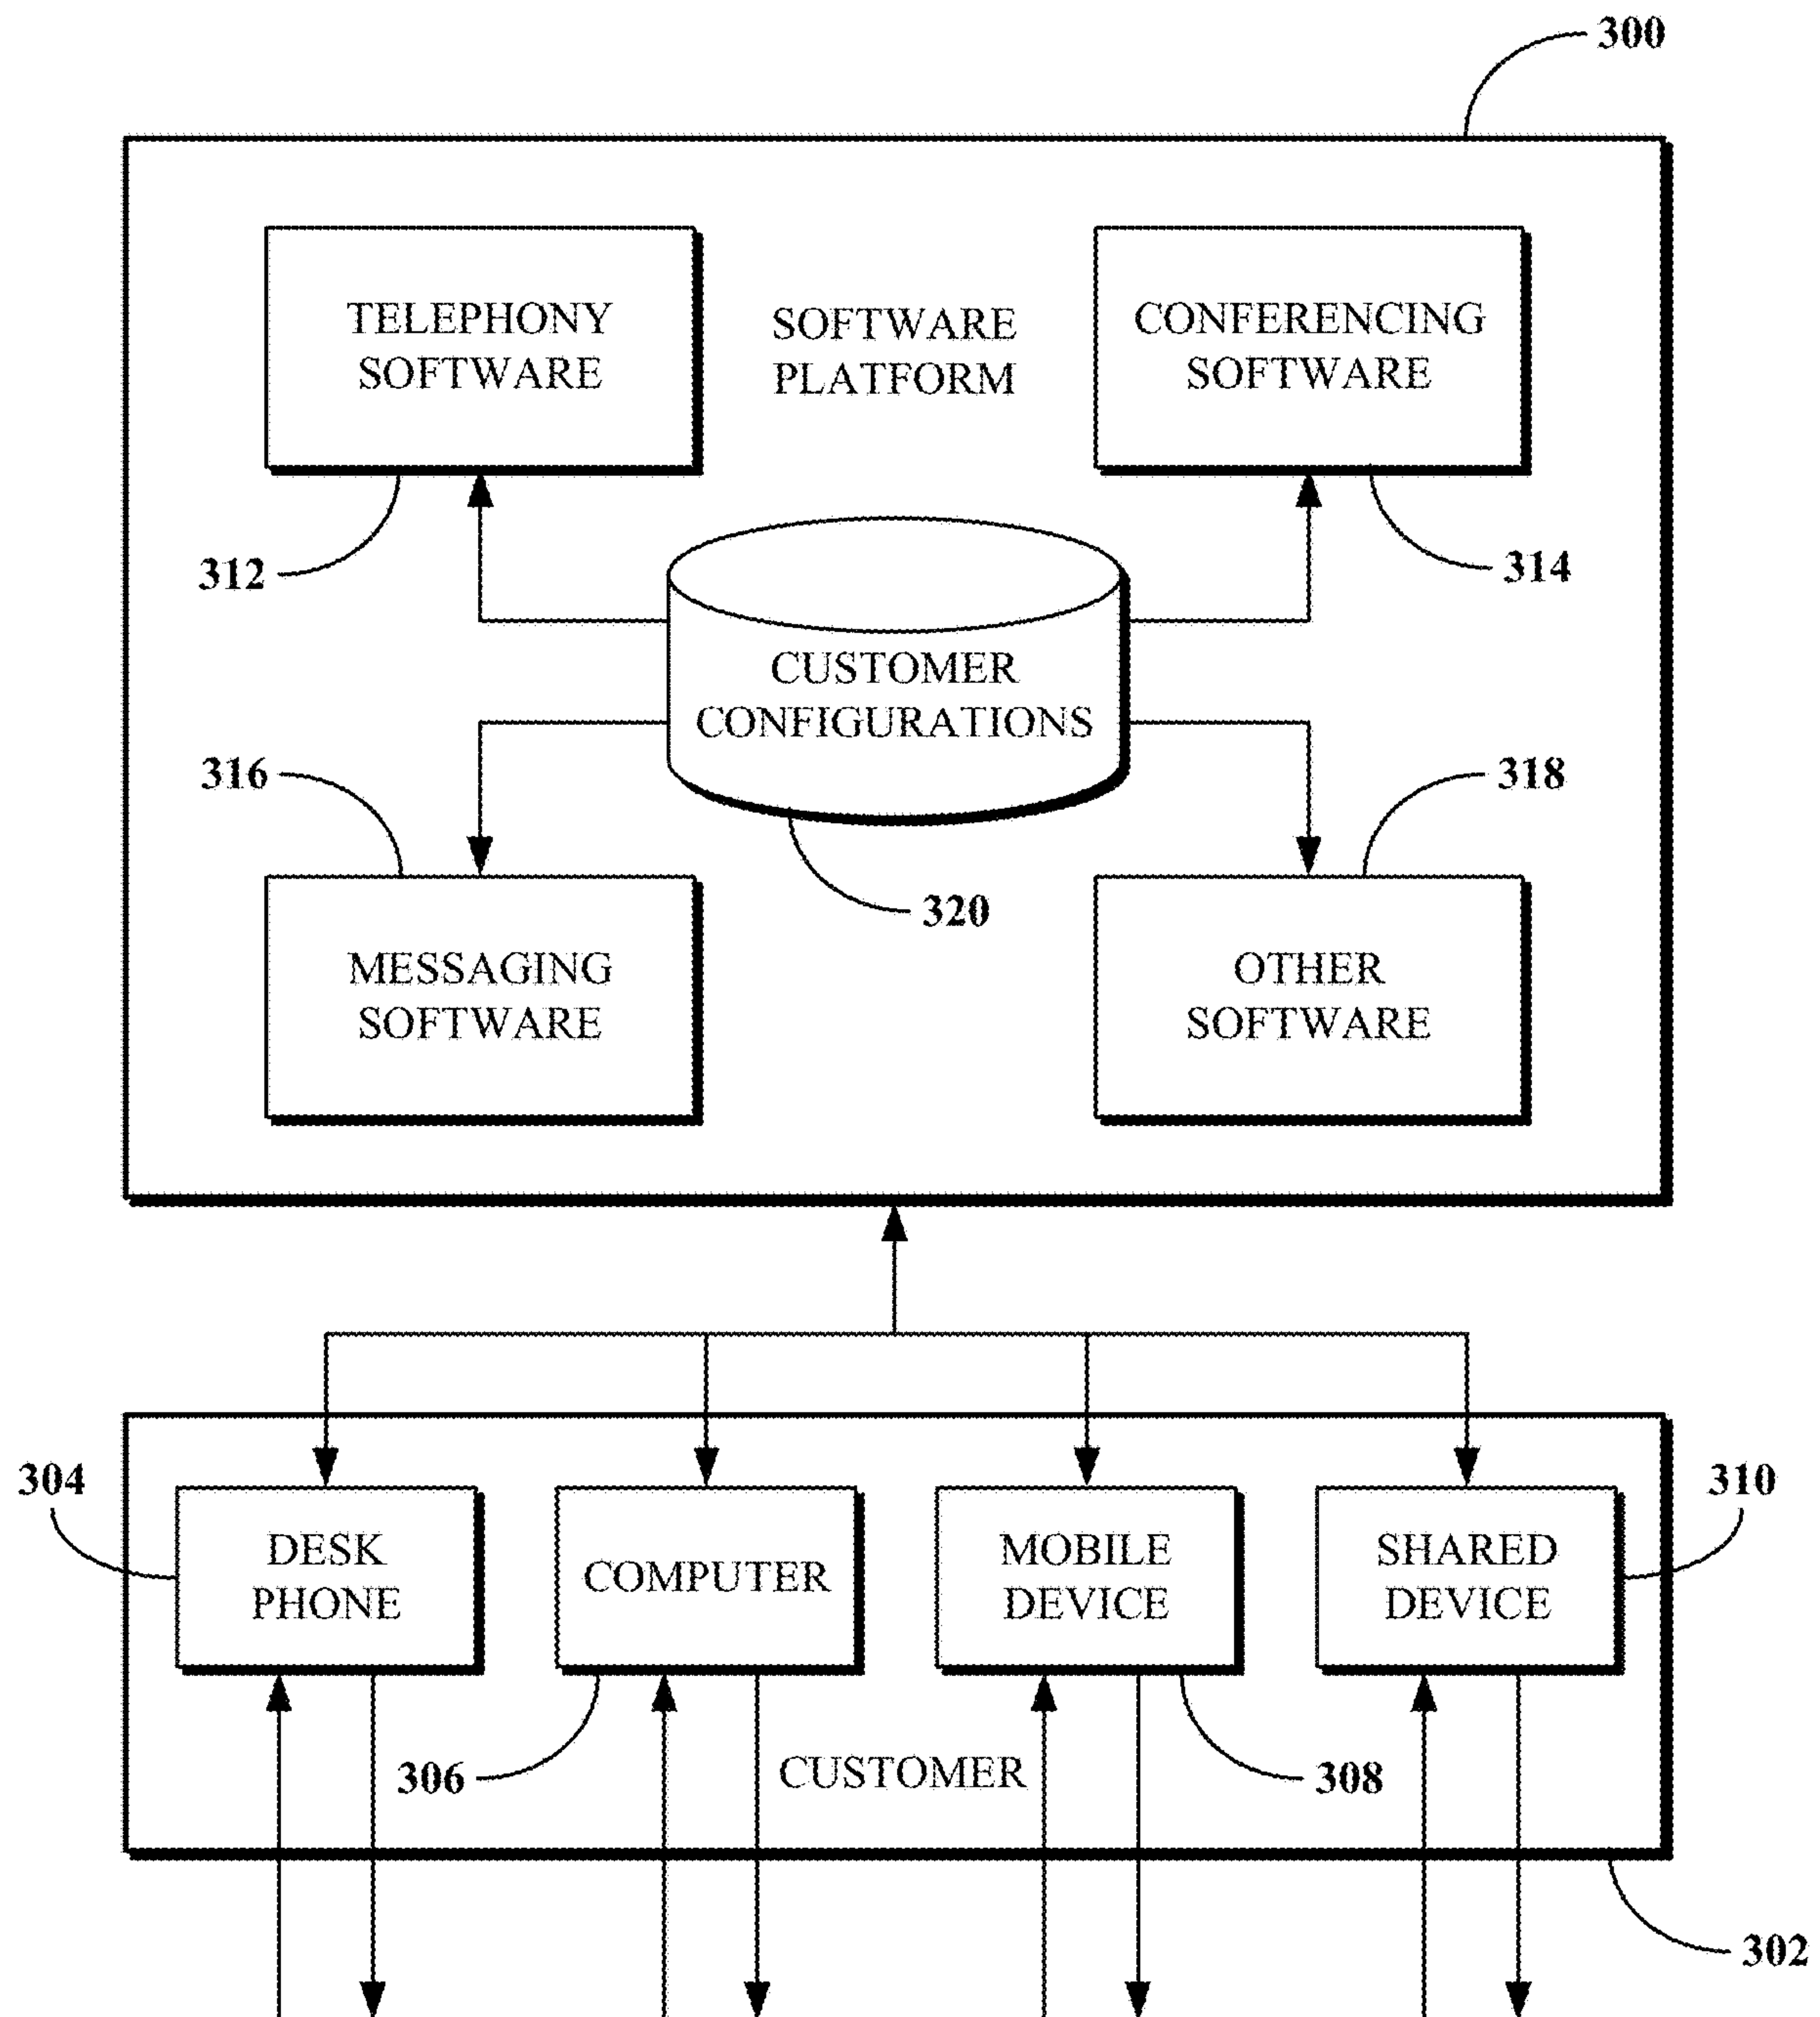 300
TELEPHONY
SOFTWARE
SOFTWARE
PLATFORM
CONFERENCING
SOFTWARE
312
314
CUSTOMER
CONFIGURATIONS
316
318
320
MESSAGING
SOFTWARE
OTHER
SOFTWARE
304
310
DESK
PHONE
COMPUTER
MOBILE
DEVICE
SHARED
DEVICE
306
CUSTOMER
308
302